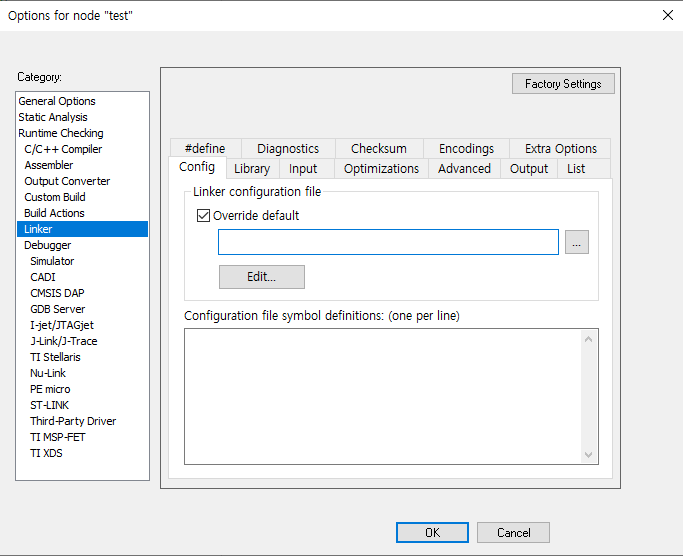 Options for node "test"
Category:
General Options
Static Analysis
Runtime Checking
C/C++ Compiler
Assembler
Output Converter
Custom Build
Build Actions
Linker
Debugger
Simulator
CADI
CMSIS DAP
GDB Server
I-jet/JTAGjet
J-Link/J-Trace
TI Stellaris
Nu-Link
PE micro
ST-LINK
Third-Party Driver
TI MSP-FET
TI XDS
Factory Settings
#define Diagnostics Checksum Encodings Extra Options
Config Library Input Optimizations Advanced Output List
Linker configuration file
Override default
...
Edit...
Configuration file symbol definitions: (one per line)
OK Cancel